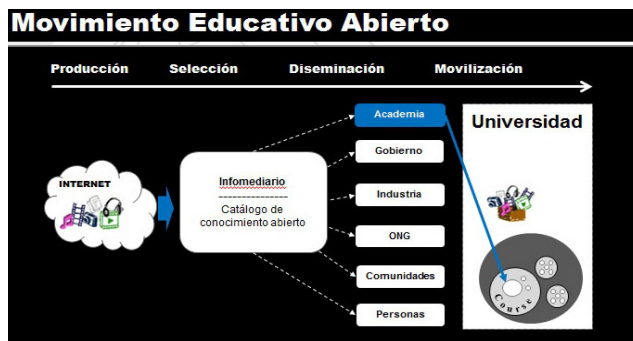 Movimiento Educativo Abierto
Producción Selección Diseminación Movilización
INTERNET
Infomediario
---------------
Catálogo de
conocimiento abierto
Academia
Gobierno
Industria
ONG
Comunidades
Personas
Universidad
Course